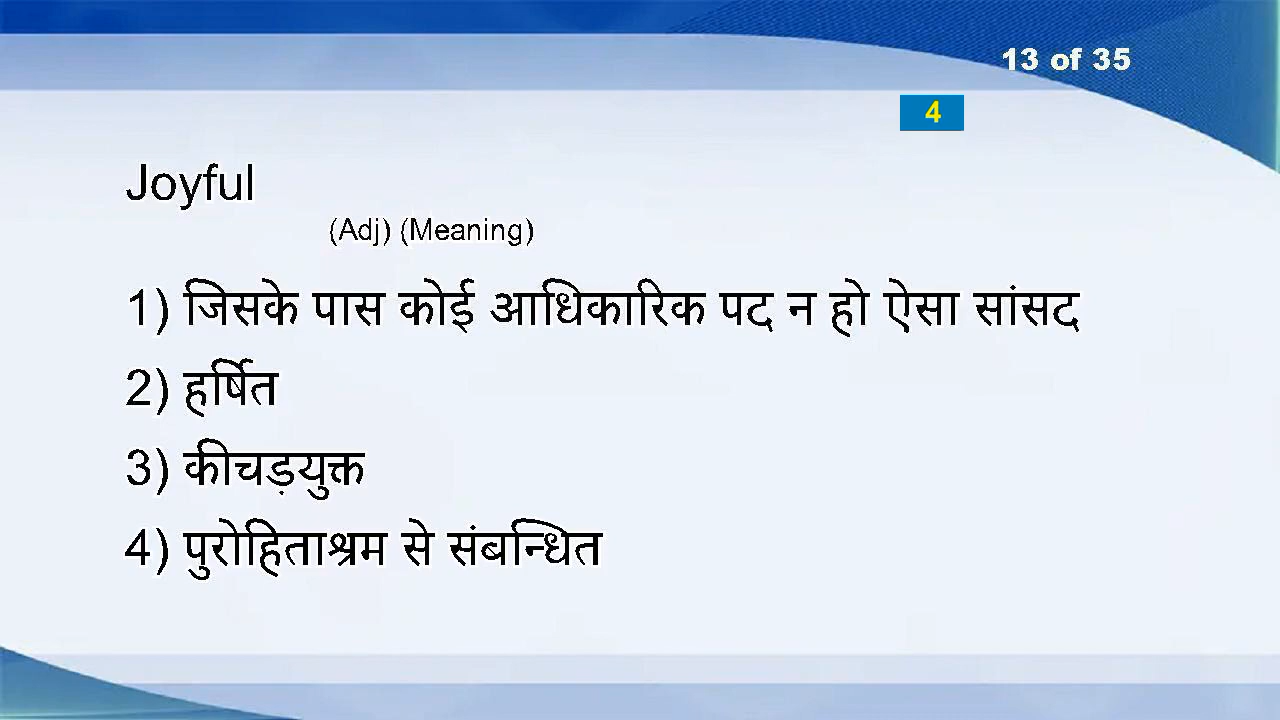 13 of 35
4
Joyful
(Adj) (Meaning)
1) जिसके पास कोई आधिकारिक पद न हो ऐसा सांसद
2) हर्षित
3) कीचड़युक्त
4) पुरोहिताश्रम से संबन्धित